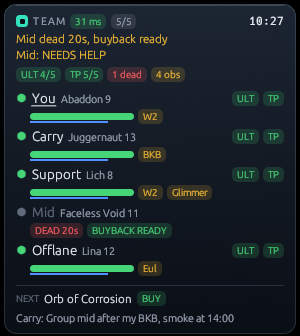 TEAM 31 ms 5/5 10:27
Mid dead 20s, buyback ready
Mid: NEEDS HELP
ULT 4/5 TP 5/5 1 dead 4 obs
You Abaddon 9 ULT TP
W2
Carry Juggernaut 13 ULT TP
BKB
Support Lich 8 ULT TP
W2 Glimmer
Mid Faceless Void 11
DEAD 20s BUYBACK READY
Offlane Lina 12 ULT TP
Eul
NEXT Orb of Corrosion BUY
Carry: Group mid after my BKB, smoke at 14:00